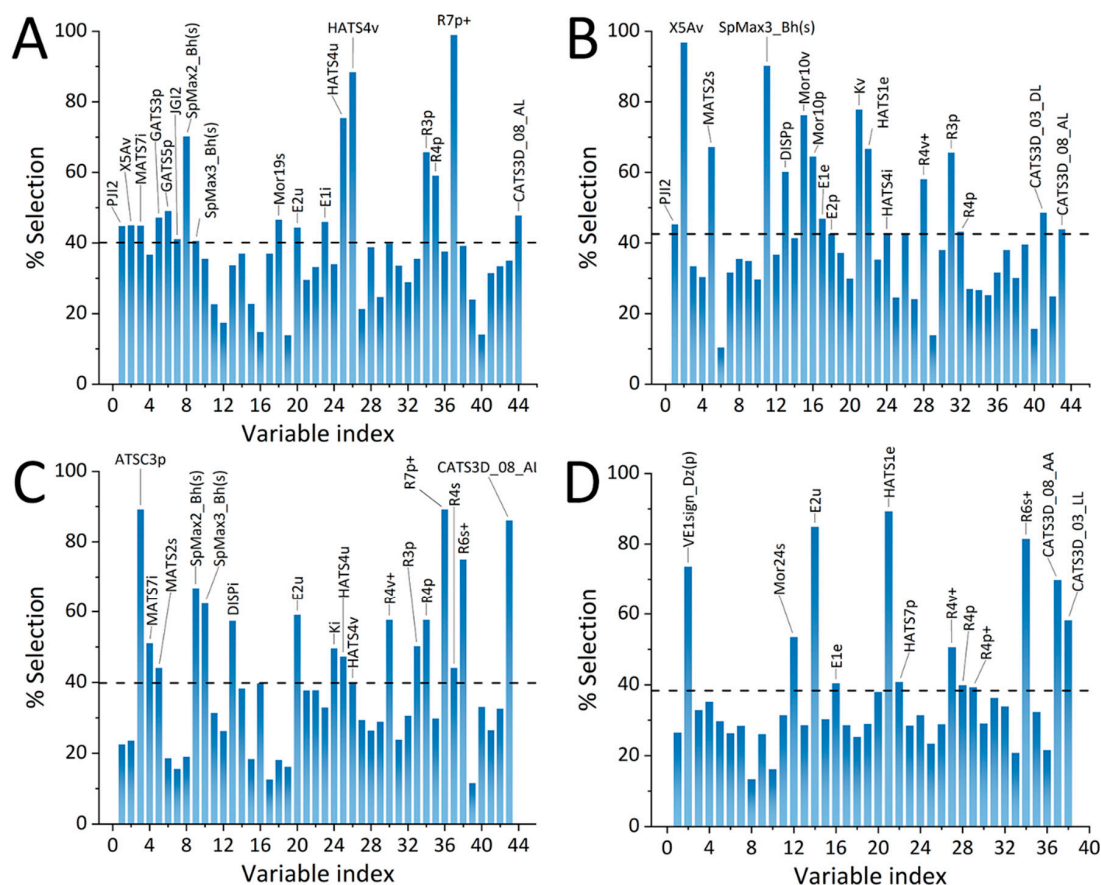 A
% Selection
100
80
60
40
20
0
PJI2
X5Av
MATS7i
GATS3p
GATS5p
JGI2
SpMax2_Bh(s)
SpMax3_Bh(s)
Mor19s
E2u
E1i
HATS4u
HATS4v
R3p
R4p
R7p+
CATS3D_08_AL
0 4 8 12 16 20 24 28 32 36 40 44
Variable index
B
% Selection
100
80
60
40
20
0
PJI2
X5Av
MATS2s
SpMax3_Bh(s)
DISPp
Mor10v
Mor10p
E1e
E2p
Kv
HATS1e
HATS4i
R4v+
R3p
R4p
CATS3D_03_DL
CATS3D_08_AL
0 4 8 12 16 20 24 28 32 36 40 44
Variable index
C
% Selection
100
80
60
40
20
0
ATSC3p
MATS7i
MATS2s
SpMax2_Bh(s)
SpMax3_Bh(s)
DISPi
E2u
Ki
HATS4u
HATS4v
R4v+
R3p
R4p
R7p+
R4s
R6s+
CATS3D_08_AI
0 4 8 12 16 20 24 28 32 36 40 44
Variable index
D
% Selection
100
80
60
40
20
0
VE1sign_Dz(p)
Mor24s
E2u
E1e
HATS1e
HATS7p
R4v+
R4p
R4p+
R6s+
CATS3D_08_AA
CATS3D_03_LL
0 4 8 12 16 20 24 28 32 36 40
Variable index